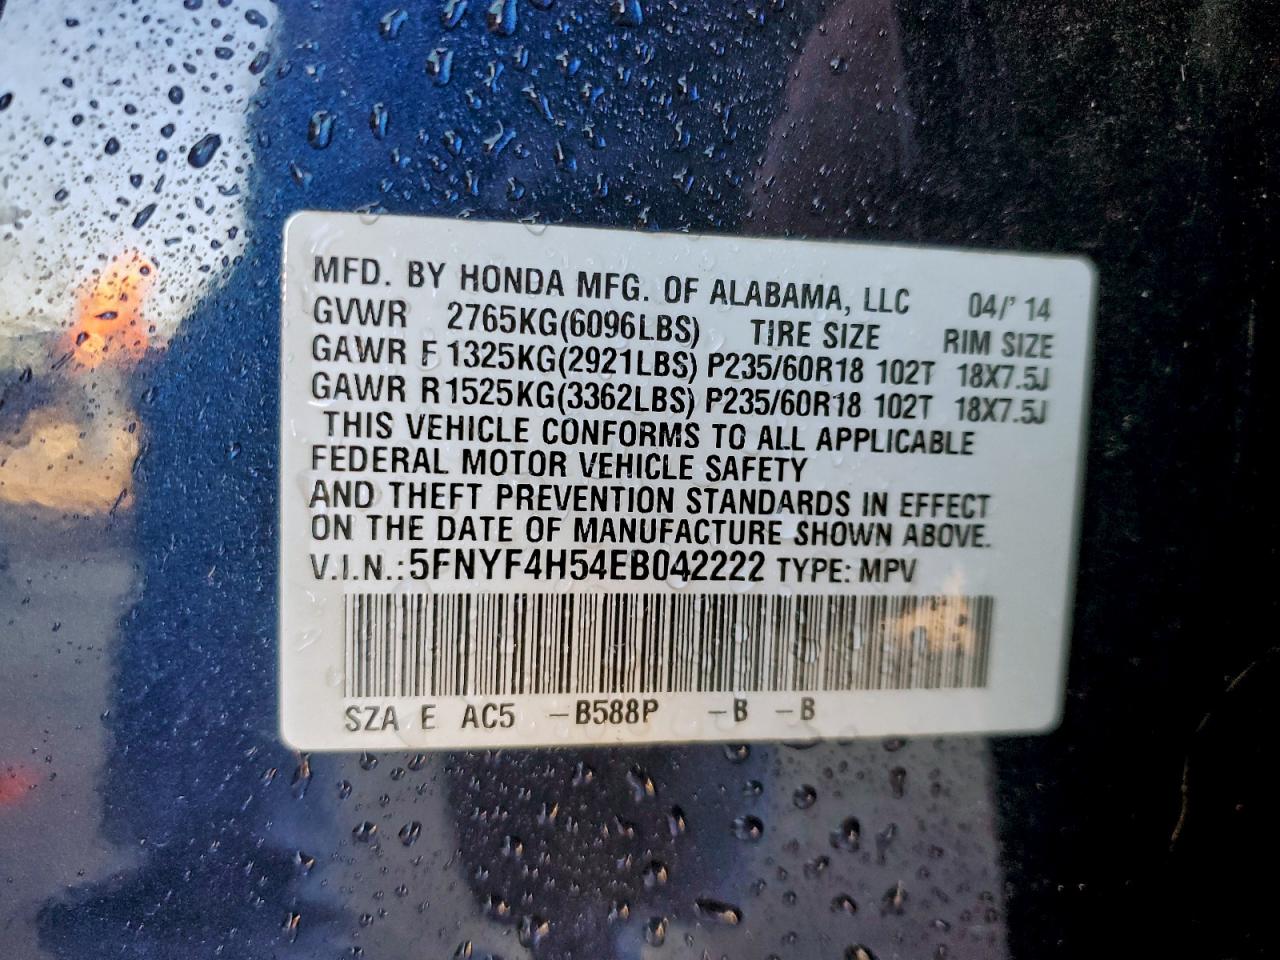 MFD. BY HONDA MFG. OF ALABAMA, LLC 04/'14
GVWR 2765KG(6096LBS) TIRE SIZE RIM SIZE
GAWR F 1325KG(2921LBS) P235/60R18 102T 18X7.5J
GAWR R 1525KG(3362LBS) P235/60R18 102T 18X7.5J
THIS VEHICLE CONFORMS TO ALL APPLICABLE
FEDERAL MOTOR VEHICLE SAFETY
AND THEFT PREVENTION STANDARDS IN EFFECT
ON THE DATE OF MANUFACTURE SHOWN ABOVE.
V.I.N.: 5FNYF4H54EB042222 TYPE: MPV
SZA E AC5 -B588P -B -B